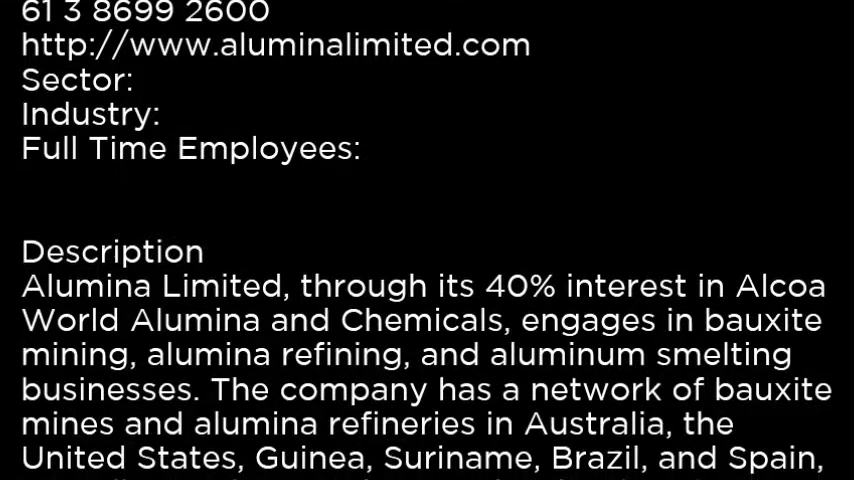 61 3 8699 2600
http://www.aluminalimited.com
Sector:
Industry:
Full Time Employees:
Description
Alumina Limited, through its 40% interest in Alcoa
World Alumina and Chemicals, engages in bauxite
mining, alumina refining, and aluminum smelting
businesses. The company has a network of bauxite
mines and alumina refineries in Australia, the
United States, Guinea, Suriname, Brazil, and Spain,